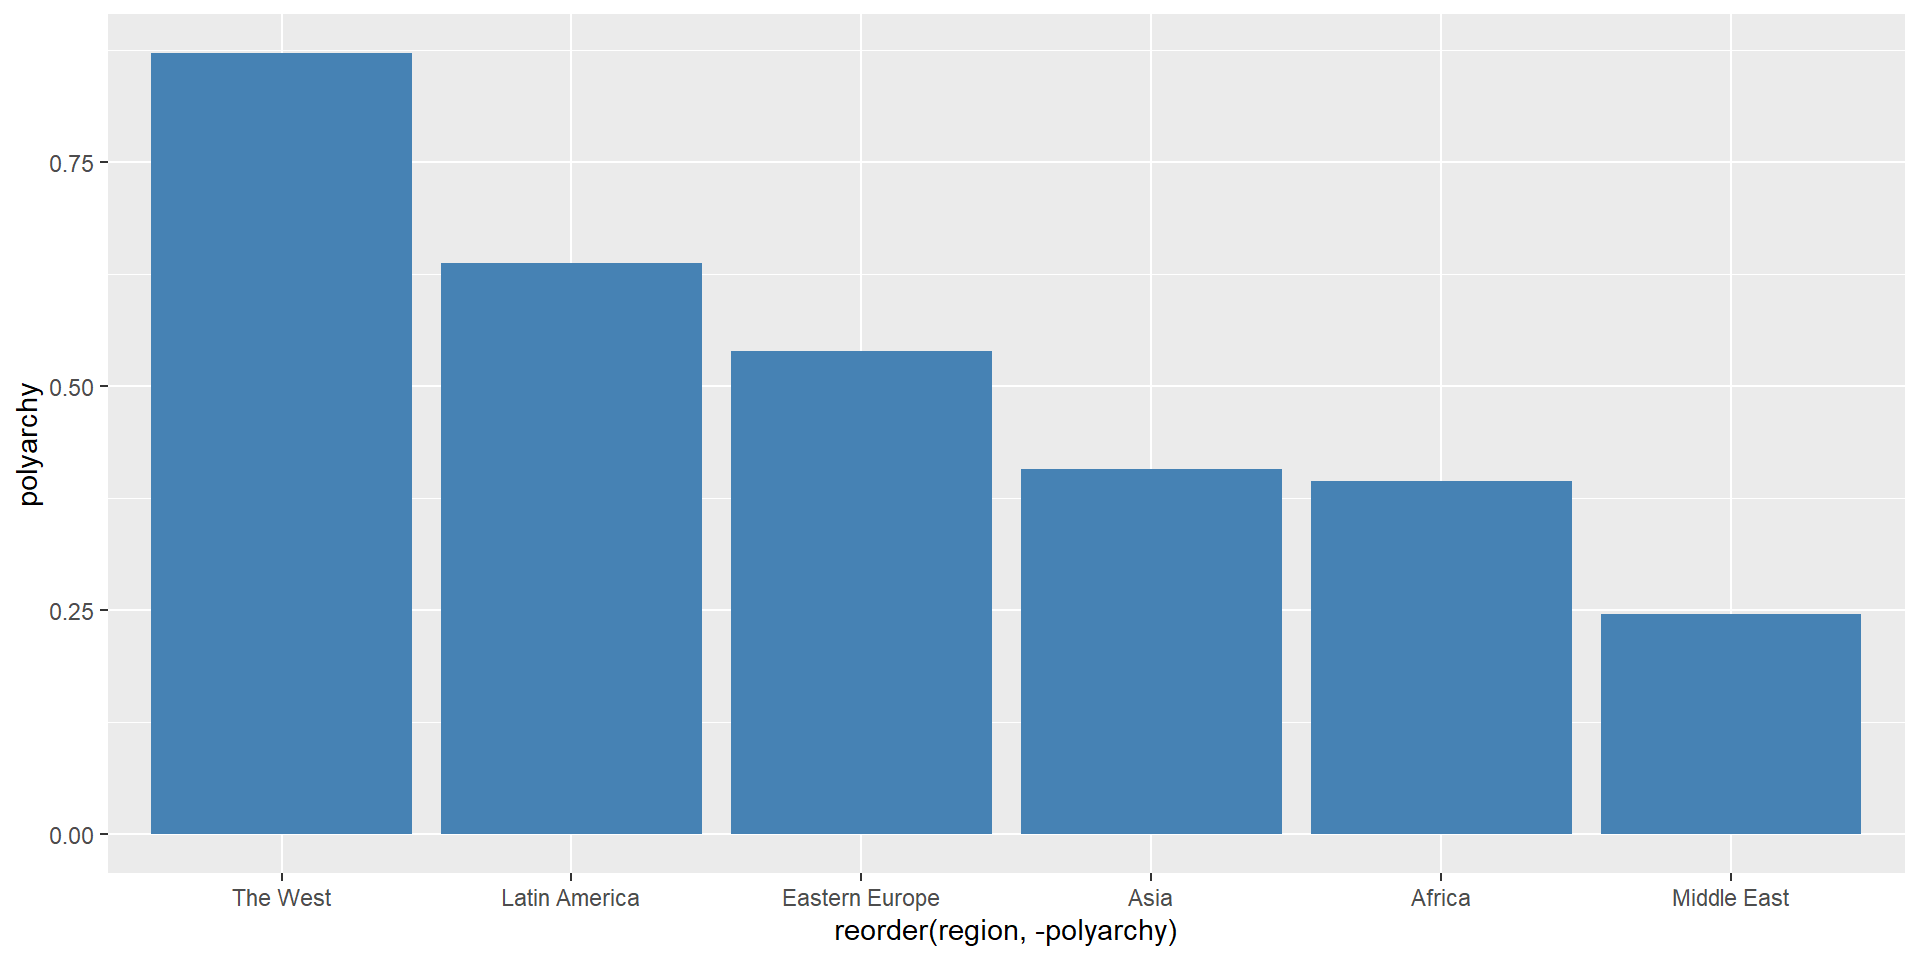 polyarchy
0.75
0.50
0.25
0.00
The West Latin America Eastern Europe Asia Africa Middle East
reorder(region, -polyarchy)